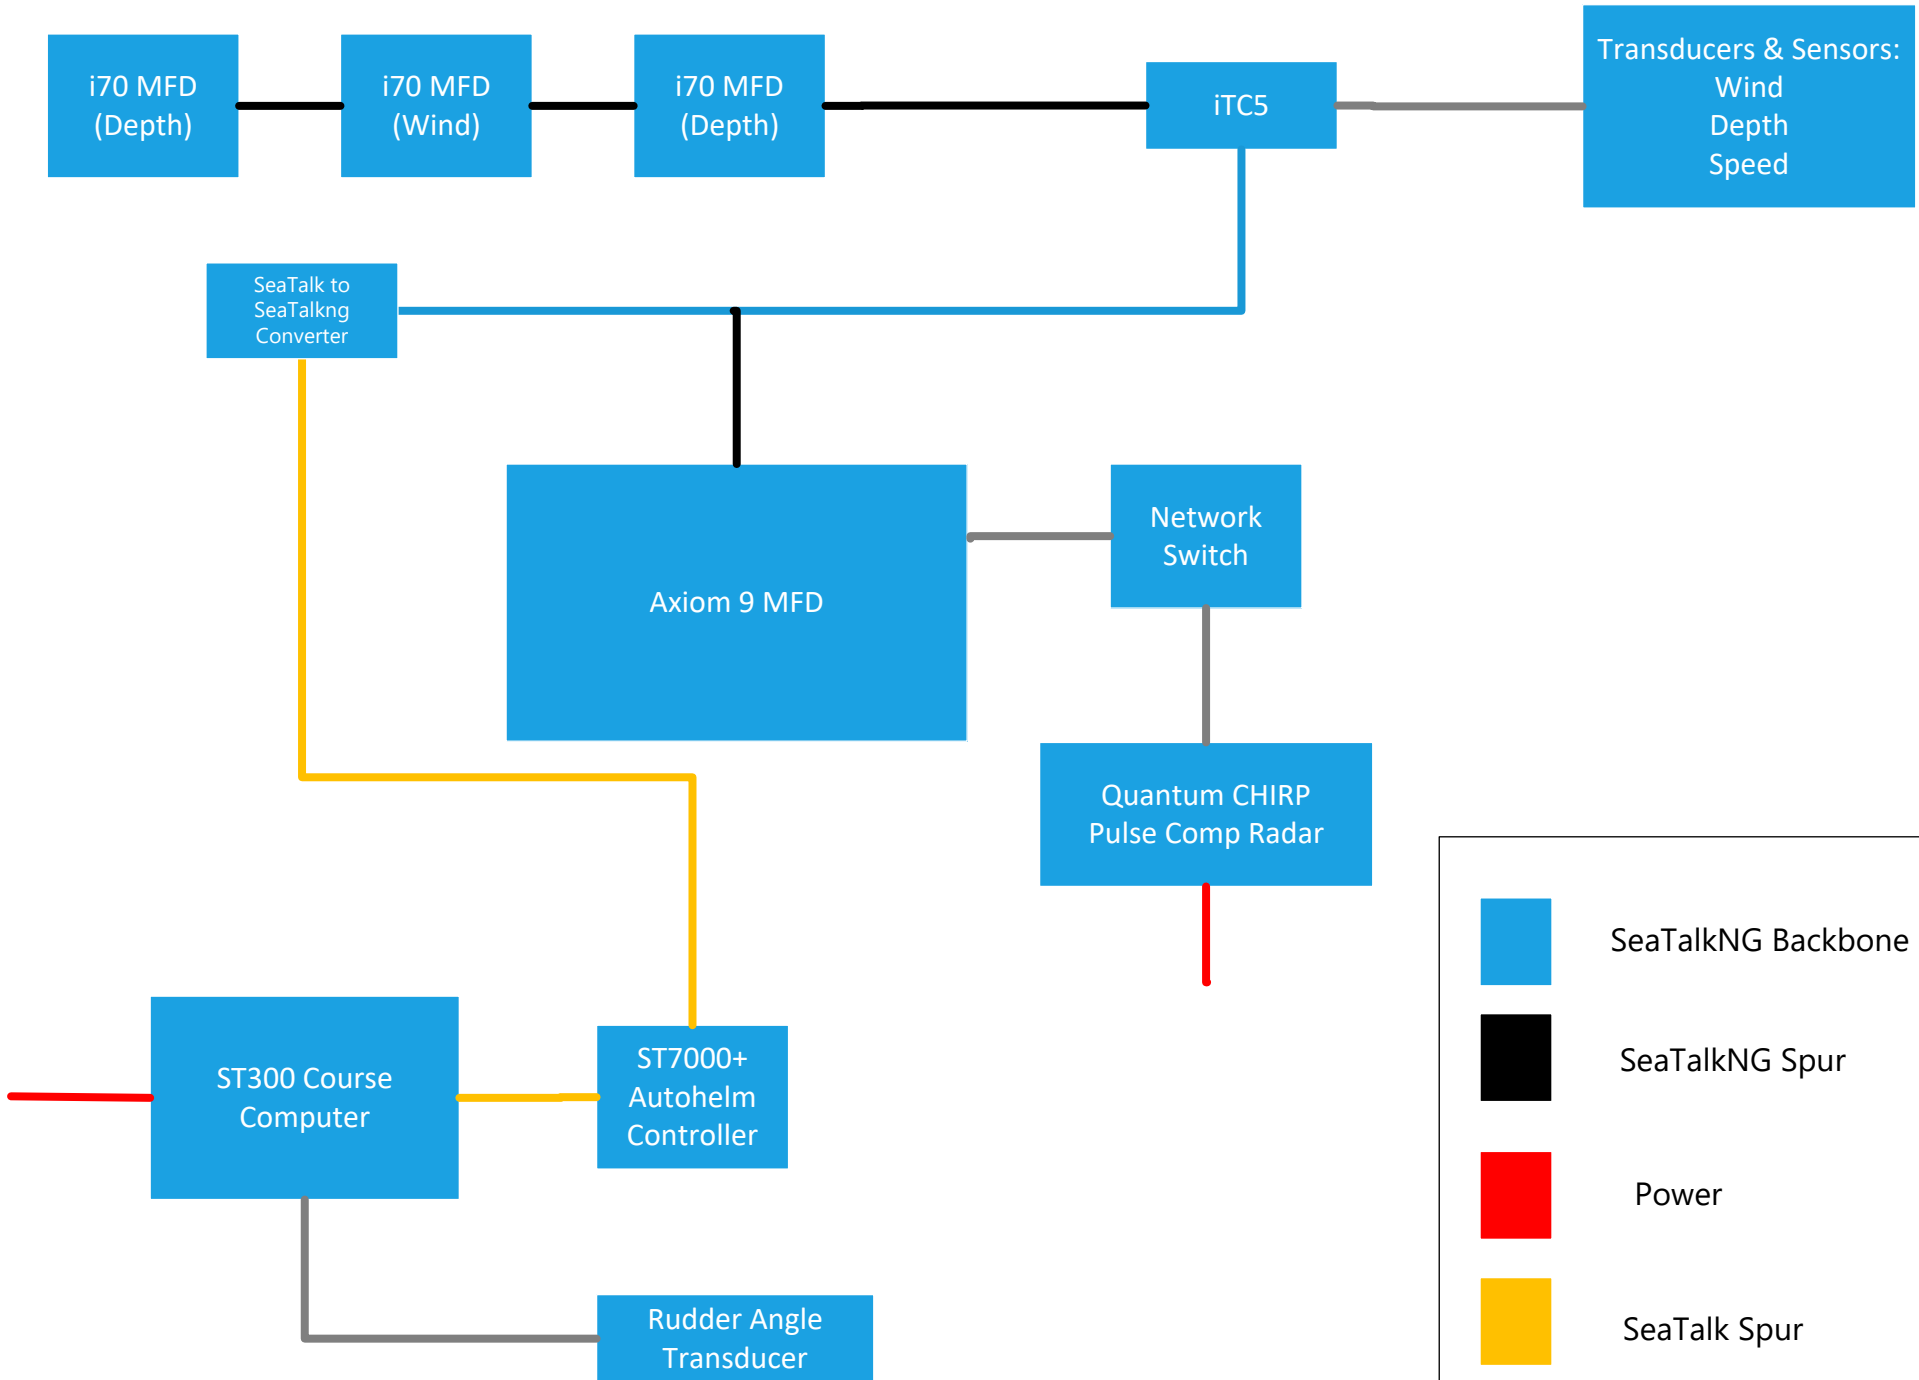 i70 MFD
(Depth)
i70 MFD
(Wind)
i70 MFD
(Depth)
iTC5
Transducers & Sensors:
Wind
Depth
Speed
SeaTalk to
SeaTalkng
Converter
Axiom 9 MFD
Network
Switch
Quantum CHIRP
Pulse Comp Radar
ST300 Course
Computer
ST7000+
Autohelm
Controller
Rudder Angle
Transducer
SeaTalkNG Backbone
SeaTalkNG Spur
Power
SeaTalk Spur